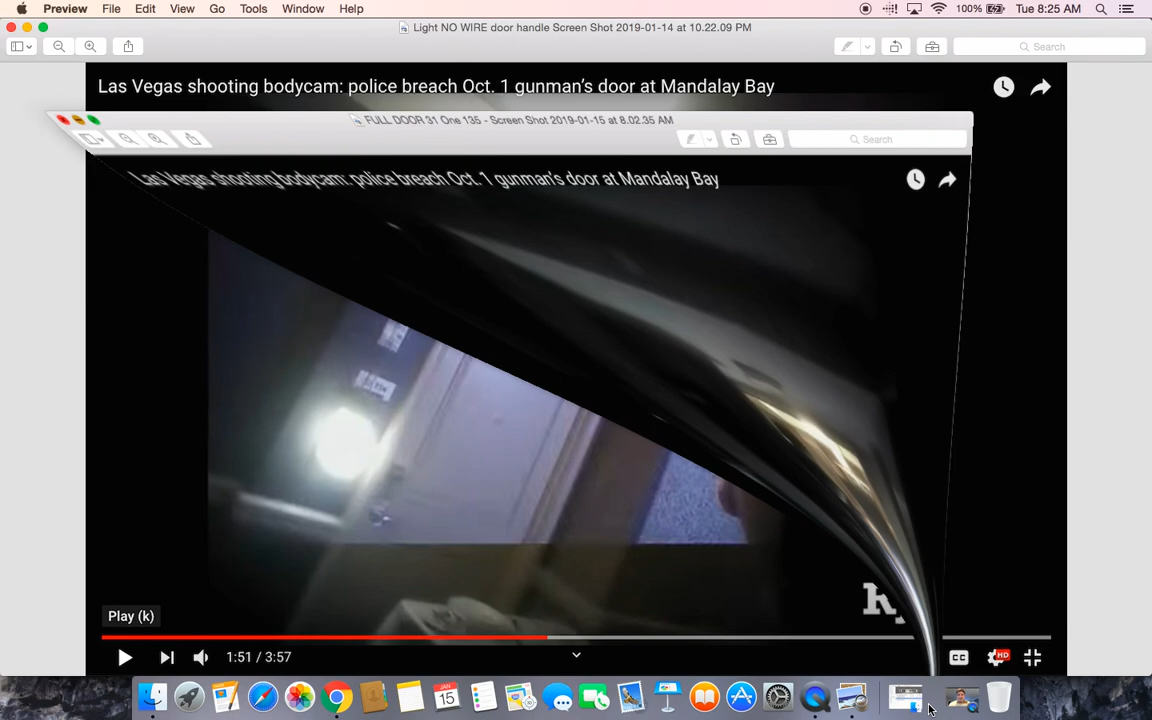 Preview File Edit View Go Tools Window Help 100% Tue 8:25 AM
Light NO WIRE door handle Screen Shot 2019-01-14 at 10.22.09 PM
Search
Las Vegas shooting bodycam: police breach Oct. 1 gunman's door at Mandalay Bay
FULL DOOR 31 One 135 - Screen Shot 2019-01-15 at 8.02.35 AM
Search
Las Vegas shooting bodycam: police breach Oct. 1 gunman's door at Mandalay Bay
Play (k)
1:51 / 3:57
CC
HD
JAN
15